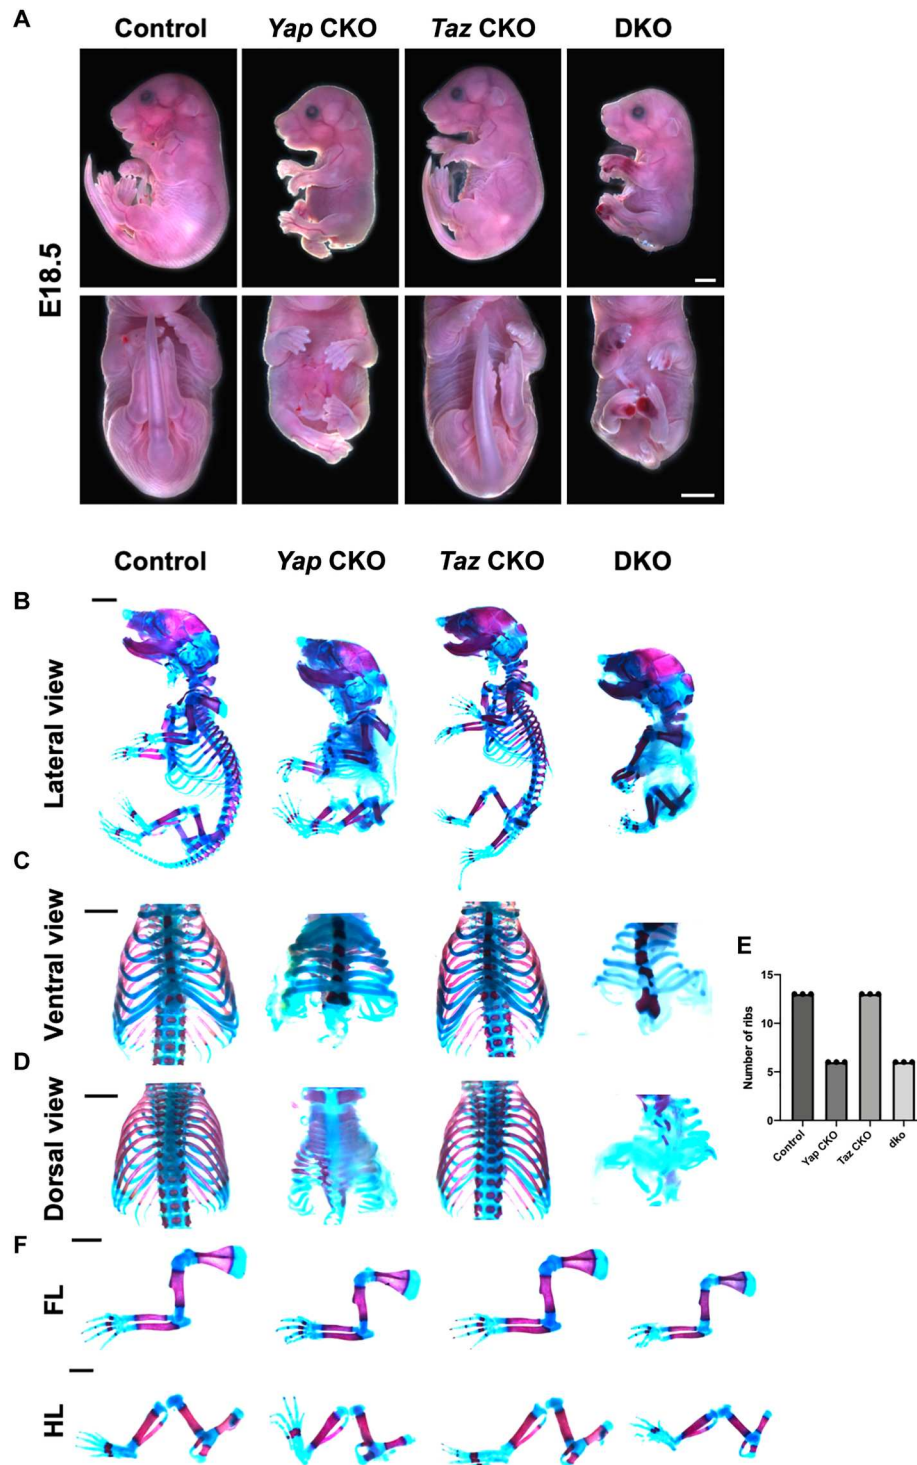 A
Control
Yap CKO
Taz CKO
DKO
E18.5
Control
Yap CKO
Taz CKO
DKO
B
Lateral view
C
Ventral view
D
Dorsal view
E
15
10
5
0
Number of ribs
Control
Yap CKO
Taz CKO
dko
F
FL
HL